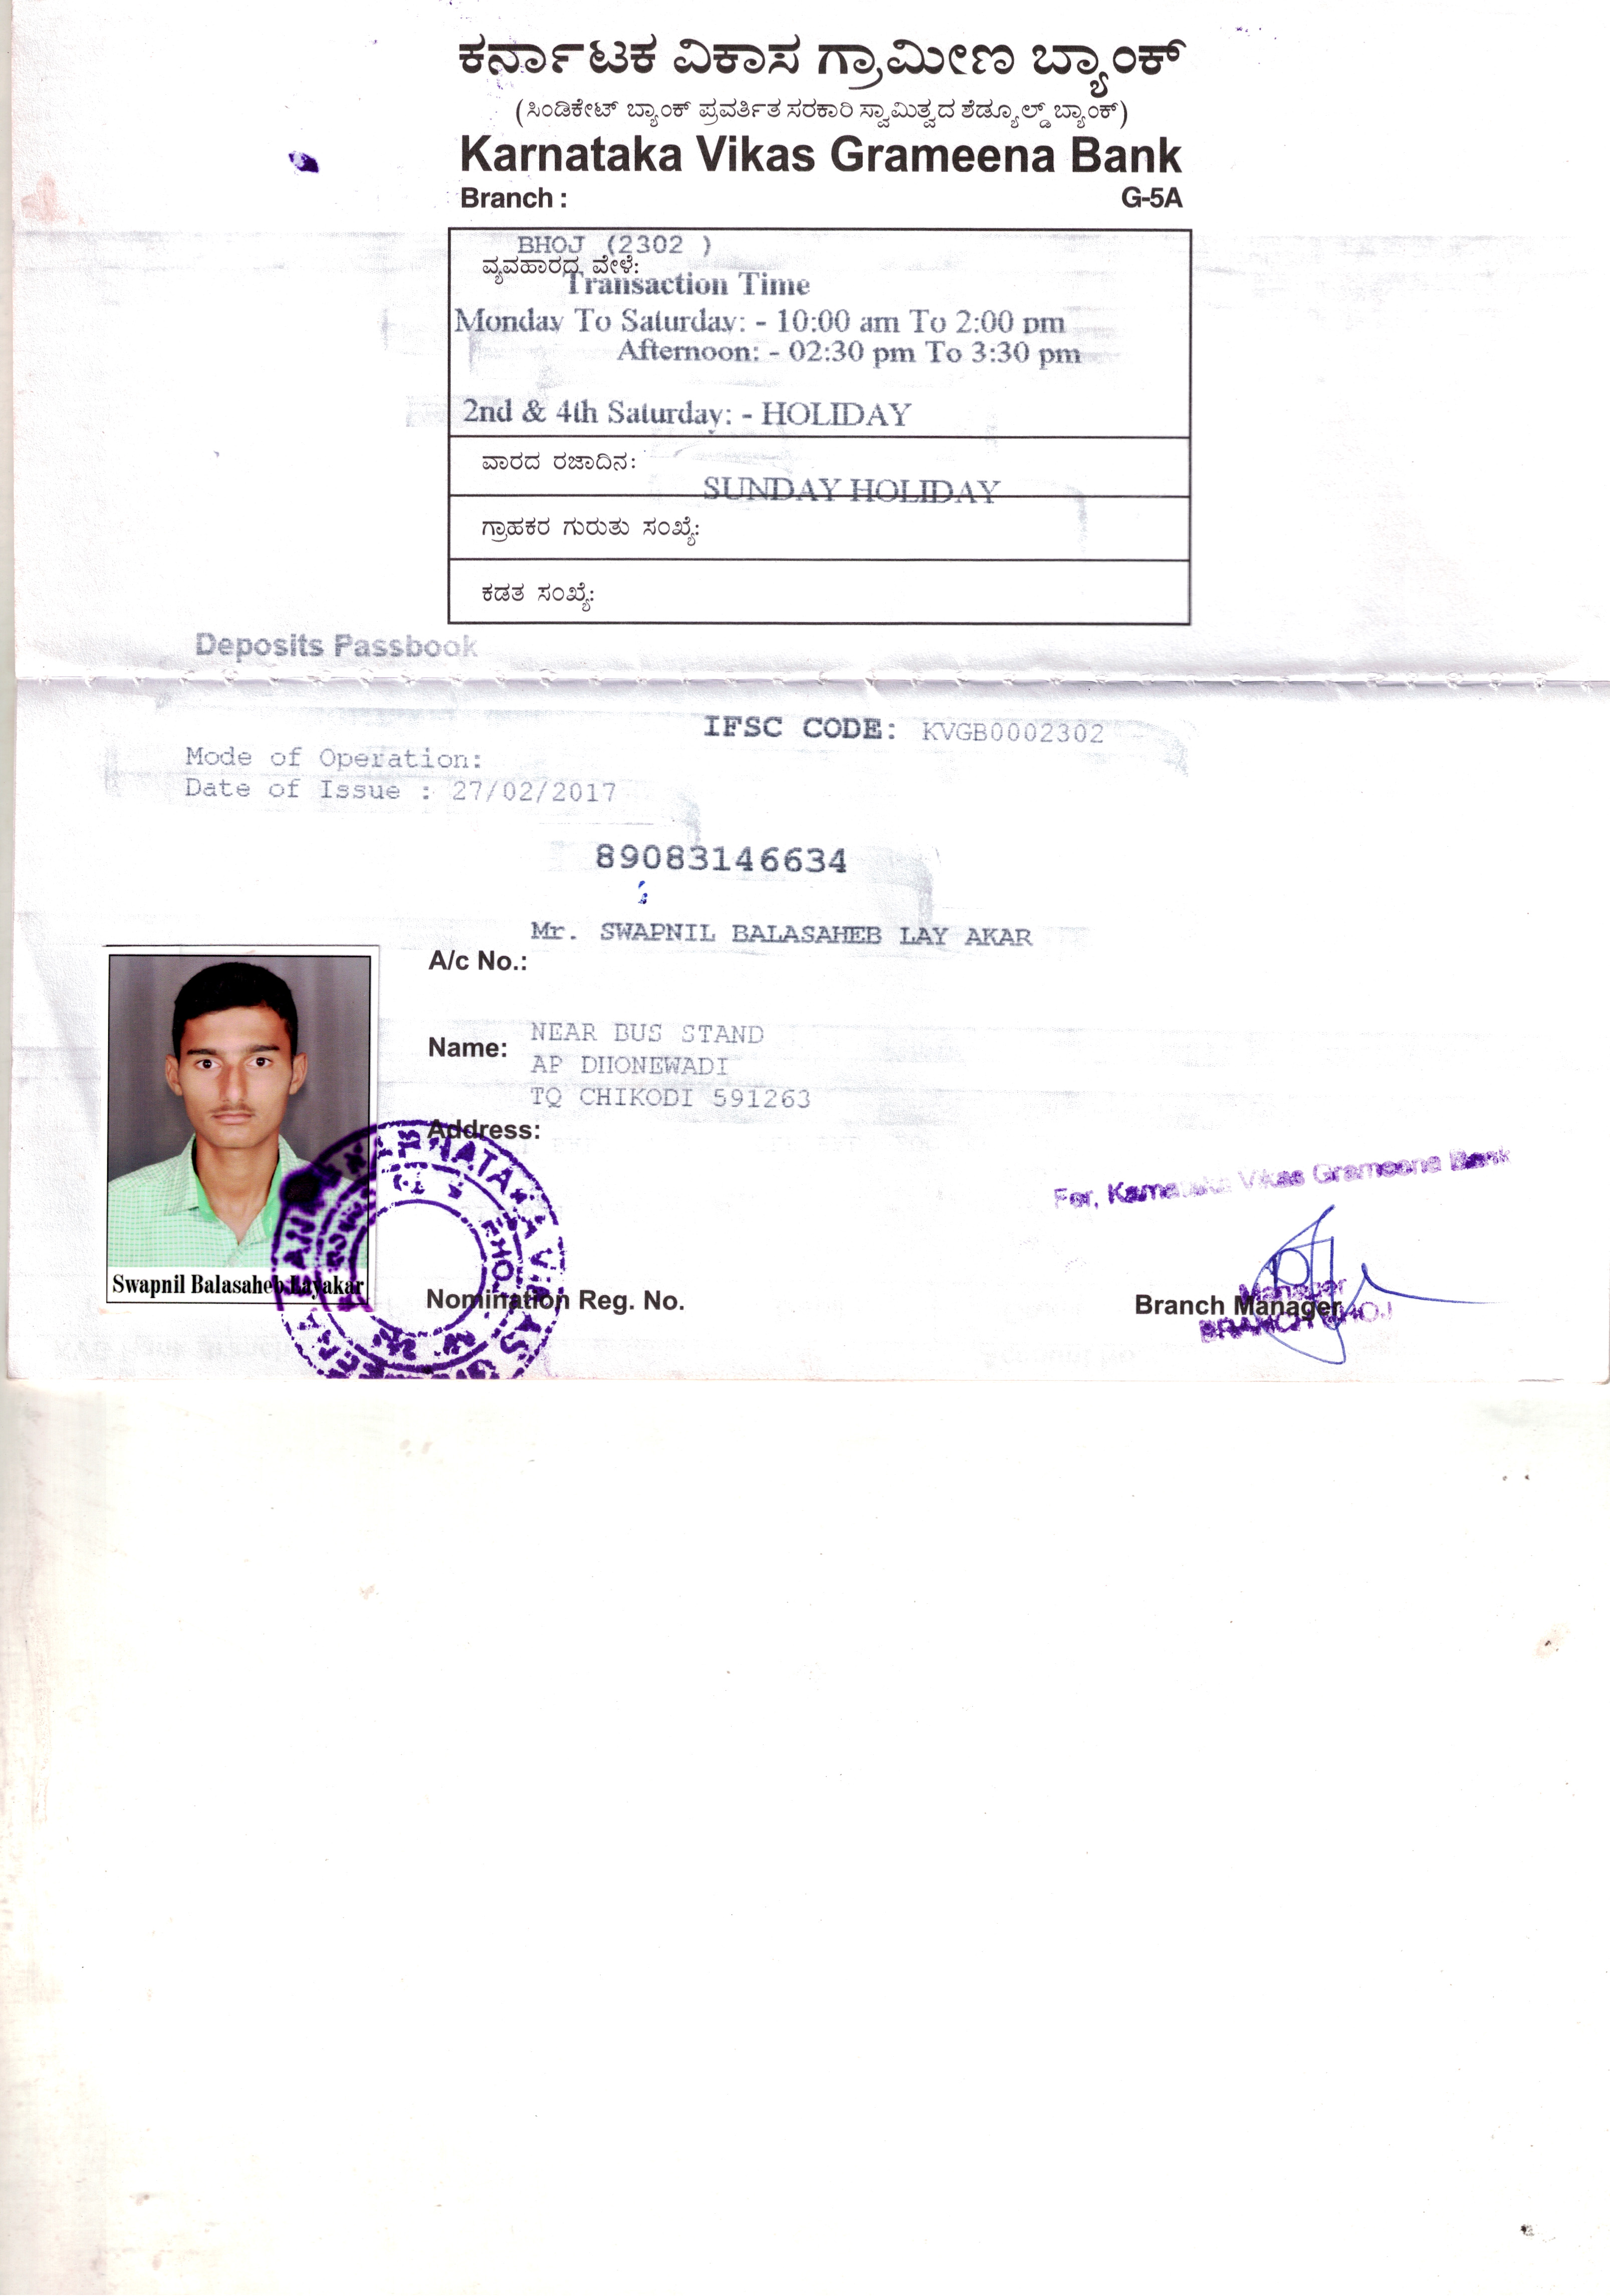 ಕರ್ನಾಟಕ ವಿಕಾಸ ಗ್ರಾಮೀಣ ಬ್ಯಾಂಕ್
(ಸಿಂಡಿಕೇಟ್ ಬ್ಯಾಂಕ್ ಪ್ರವರ್ತಿತ ಸರಕಾರಿ ಸ್ವಾಮಿತ್ವದ ಶೆಡ್ಯೂಲ್ಡ್ ಬ್ಯಾಂಕ್)
Karnataka Vikas Grameena Bank
Branch : G-5A
BHOJ (2302 )
ವ್ಯವಹಾರದ ವೇಳೆ:
Transaction Time
Monday To Saturday: - 10:00 am To 2:00 pm
Afternoon: - 02:30 pm To 3:30 pm
2nd & 4th Saturday: - HOLIDAY
ವಾರದ ರಜಾದಿನ:
SUNDAY HOLIDAY
ಗ್ರಾಹಕರ ಗುರುತು ಸಂಖ್ಯೆ:
ಕಡತ ಸಂಖ್ಯೆ:
Deposits Passbook
IFSC CODE: KVGB0002302
Mode of Operation:
Date of Issue : 27/02/2017
89083146634
Mr. SWAPNIL BALASAHEB LAY AKAR
A/c No.:
NEAR BUS STAND
Name:
AP DHONEWADI
TQ CHIKODI 591263
Address:
For, Karnataka Vikas Grameena Bank
Swapnil Balasaheb Layakar
Nomination Reg. No.
Manager
Branch Manager
BRANCH BHOJ